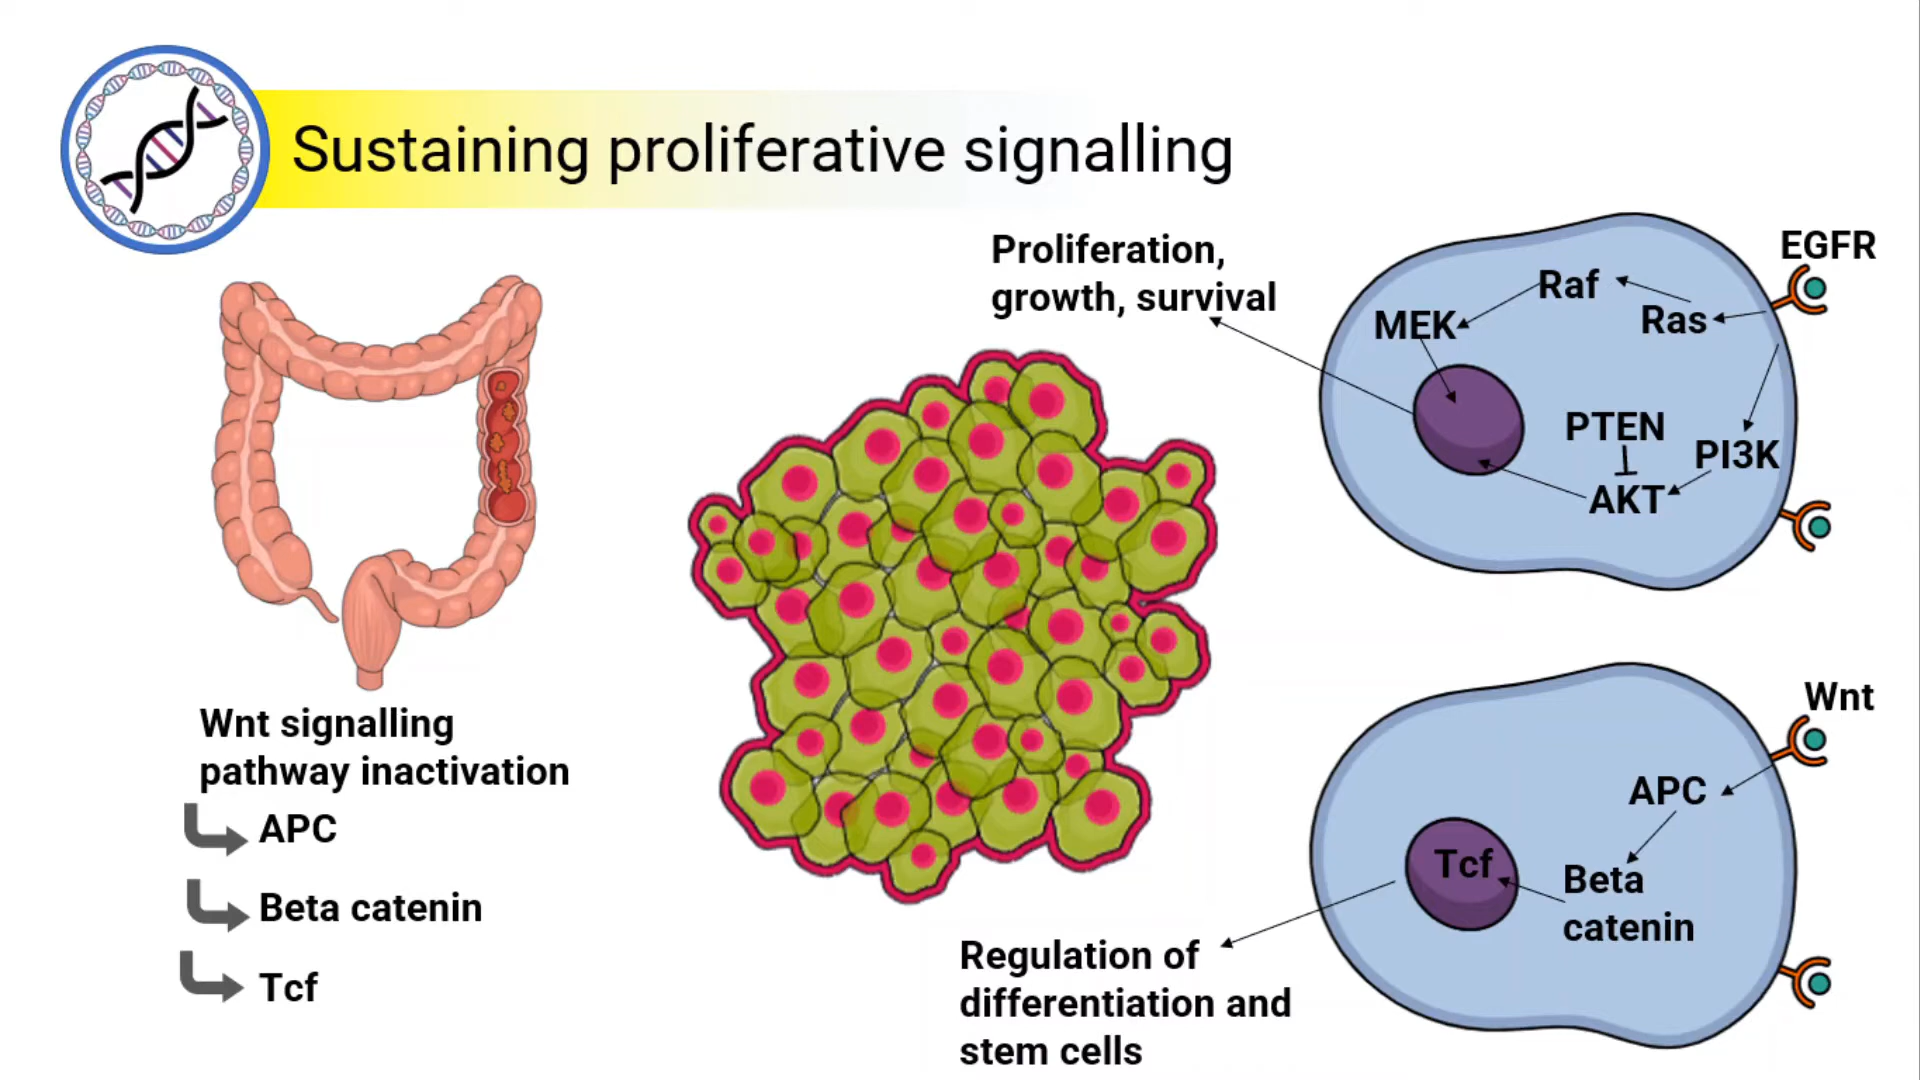 Sustaining proliferative signalling
Proliferation,
growth, survival
EGFR
Raf
Ras
MEK
PTEN
PI3K
AKT
Wnt signalling
pathway inactivation
APC
Beta catenin
Tcf
Wnt
APC
Tcf
Beta
catenin
Regulation of
differentiation and
stem cells